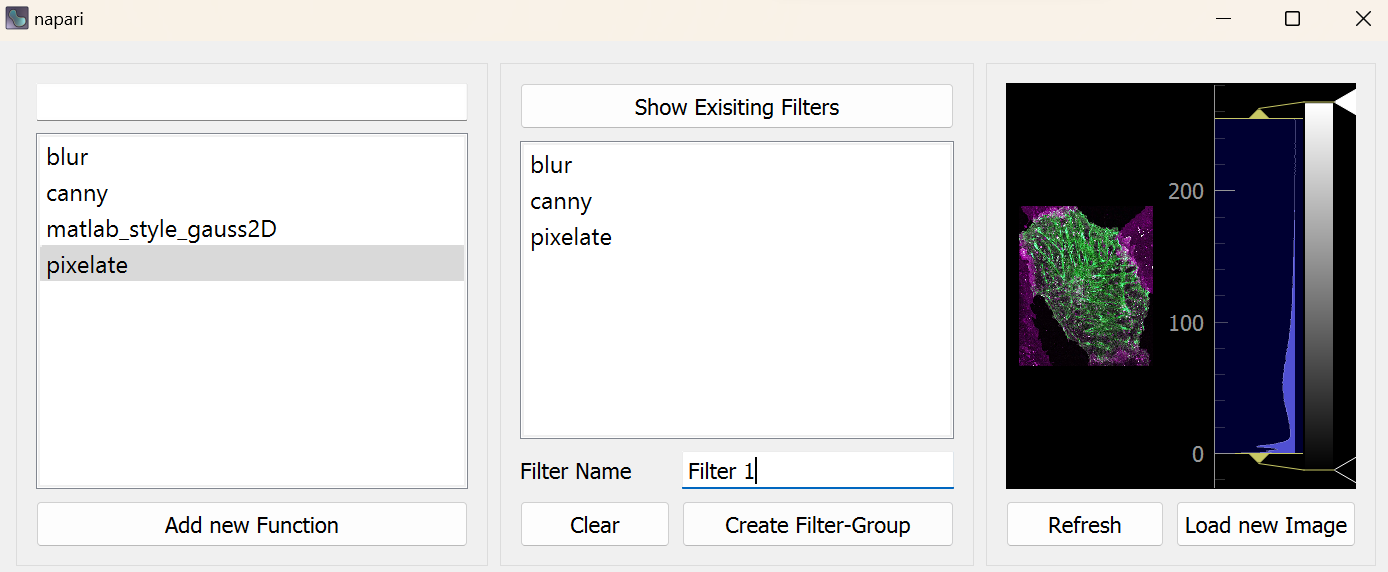 napari
blur
canny
matlab_style_gauss2D
pixelate
Add new Function
Show Exisiting Filters
blur
canny
pixelate
Filter Name
Filter 1
Clear
Create Filter-Group
200
100
0
Refresh
Load new Image